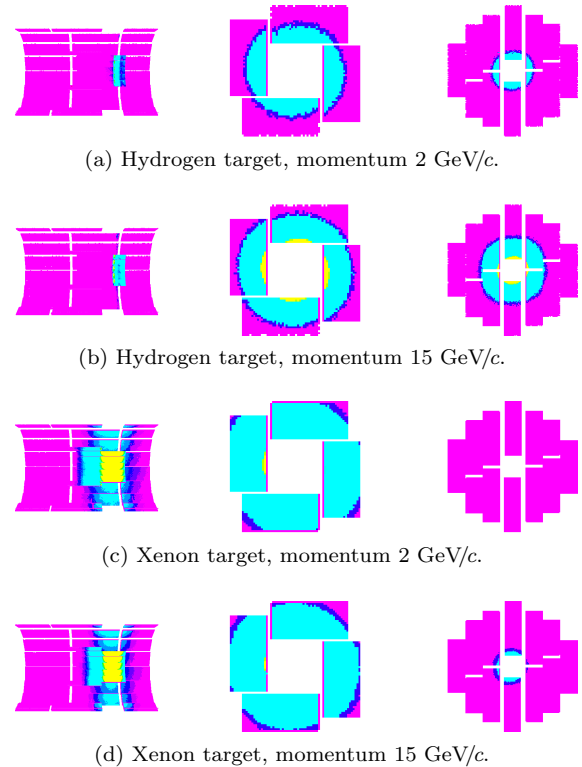 (a) Hydrogen target, momentum 2 GeV/c.
(b) Hydrogen target, momentum 15 GeV/c.
(c) Xenon target, momentum 2 GeV/c.
(d) Xenon target, momentum 15 GeV/c.